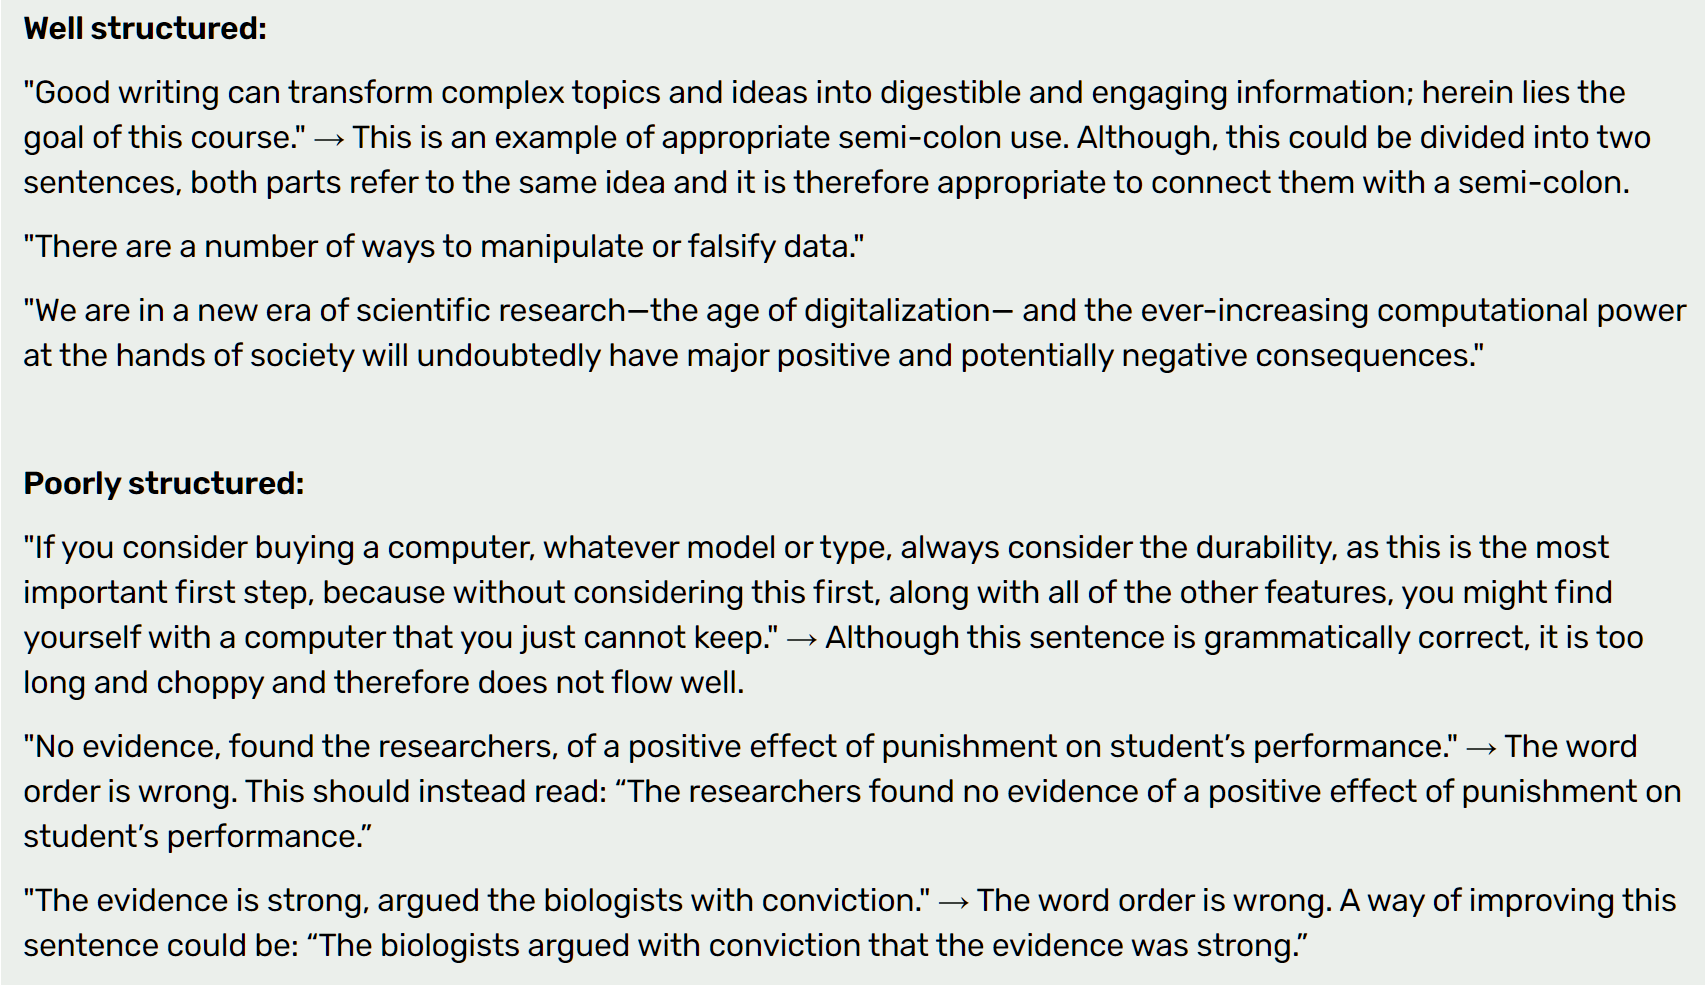 Well structured:
"Good writing can transform complex topics and ideas into digestible and engaging information; herein lies the
goal of this course." → This is an example of appropriate semi-colon use. Although, this could be divided into two
sentences, both parts refer to the same idea and it is therefore appropriate to connect them with a semi-colon.
"There are a number of ways to manipulate or falsify data."
"We are in a new era of scientific research—the age of digitalization— and the ever-increasing computational power
at the hands of society will undoubtedly have major positive and potentially negative consequences."
Poorly structured:
"If you consider buying a computer, whatever model or type, always consider the durability, as this is the most
important first step, because without considering this first, along with all of the other features, you might find
yourself with a computer that you just cannot keep." → Although this sentence is grammatically correct, it is too
long and choppy and therefore does not flow well.
"No evidence, found the researchers, of a positive effect of punishment on student’s performance." → The word
order is wrong. This should instead read: “The researchers found no evidence of a positive effect of punishment on
student’s performance.”
"The evidence is strong, argued the biologists with conviction." → The word order is wrong. A way of improving this
sentence could be: “The biologists argued with conviction that the evidence was strong.”